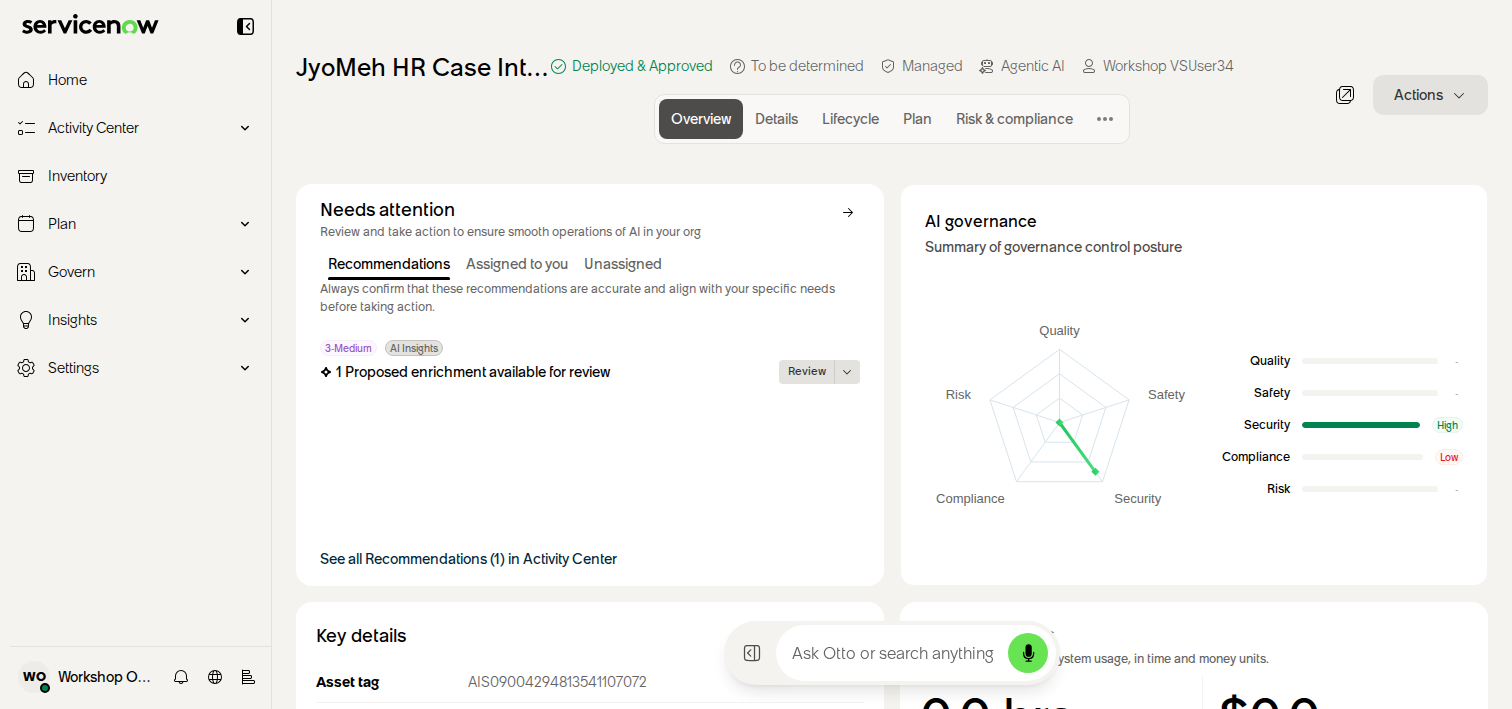 servicenow
Home
Activity Center
Inventory
Plan
Govern
Insights
Settings
WO
Workshop O...
JyoMeh HR Case Int...
Deployed & Approved
To be determined
Managed
Agentic AI
Workshop VSUser34
Actions
Overview
Details
Lifecycle
Plan
Risk & compliance
Needs attention
Review and take action to ensure smooth operations of AI in your org
Recommendations
Assigned to you
Unassigned
Always confirm that these recommendations are accurate and align with your specific needs
before taking action.
3-Medium
AI Insights
1 Proposed enrichment available for review
Review
See all Recommendations (1) in Activity Center
AI governance
Summary of governance control posture
Quality
Safety
Security
Compliance
Risk
Quality -
Safety -
Security High
Compliance Low
Risk -
Key details
Asset tag
AIS09004294813541107072
Ask Otto or search anything
usage, in time and money units.